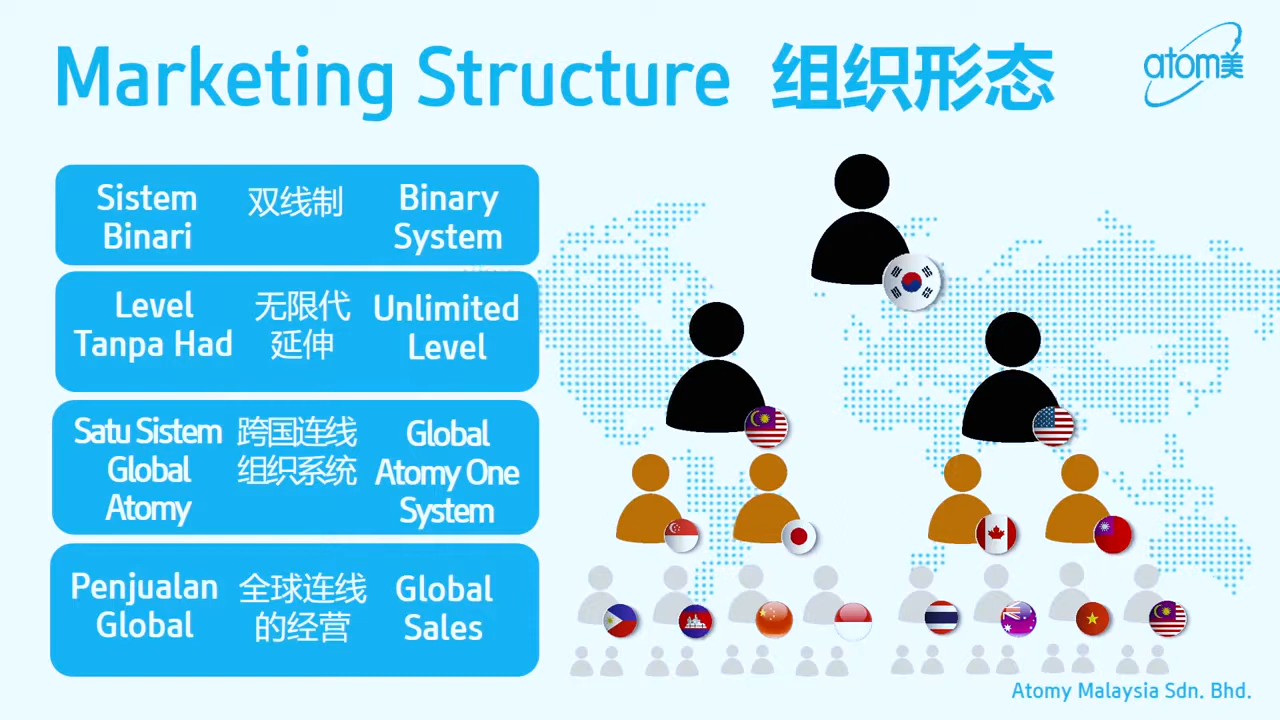 Marketing Structure 组织形态
atom美
Sistem
Binari
双线制
Binary
System
Level
Tanpa Had
无限代
延伸
Unlimited
Level
Satu Sistem
Global
Atomy
跨国连线
组织系统
Global
Atomy One
System
Penjualan
Global
全球连线
的经营
Global
Sales
Atomy Malaysia Sdn. Bhd.